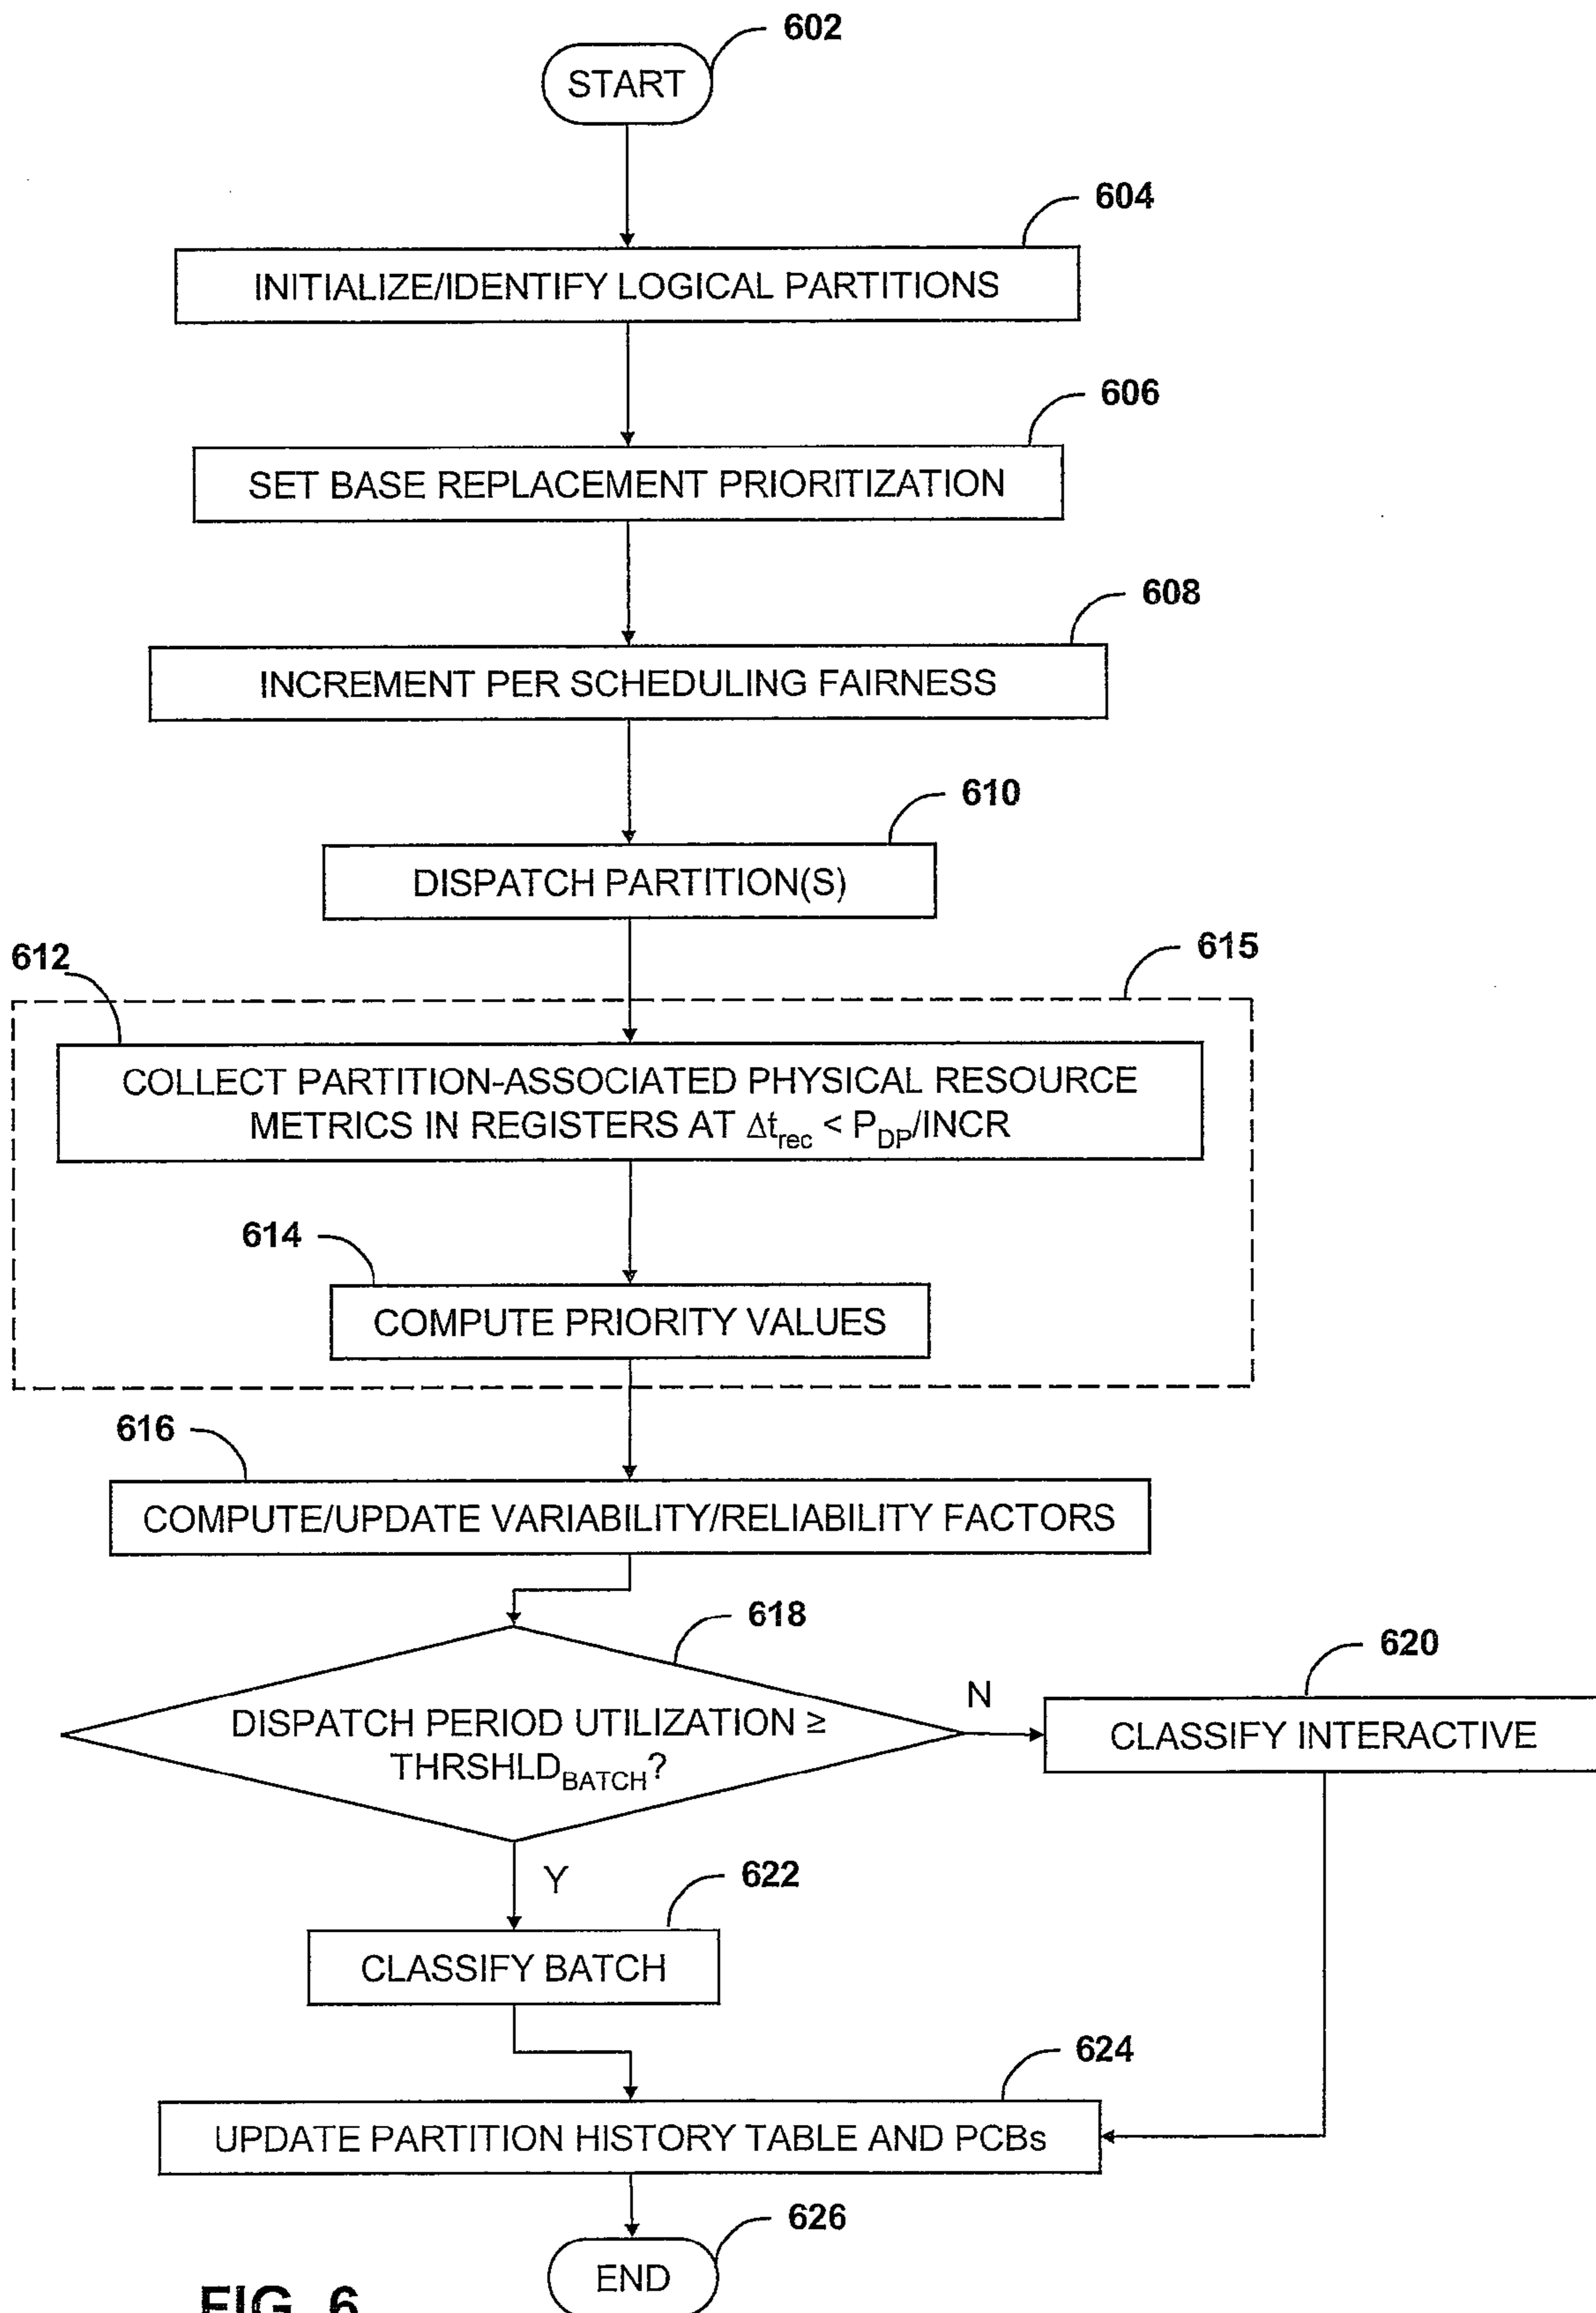 602
START
604
INITIALIZE/IDENTIFY LOGICAL PARTITIONS
606
SET BASE REPLACEMENT PRIORITIZATION
608
INCREMENT PER SCHEDULING FAIRNESS
610
DISPATCH PARTITION(S)
612
615
COLLECT PARTITION-ASSOCIATED PHYSICAL RESOURCE
METRICS IN REGISTERS AT Δt_rec < P_DP/INCR
614
COMPUTE PRIORITY VALUES
616
COMPUTE/UPDATE VARIABILITY/RELIABILITY FACTORS
618
620
DISPATCH PERIOD UTILIZATION ≥
THRSHLD_BATCH?
N
CLASSIFY INTERACTIVE
Y
622
CLASSIFY BATCH
624
UPDATE PARTITION HISTORY TABLE AND PCBs
626
END
FIG. 6